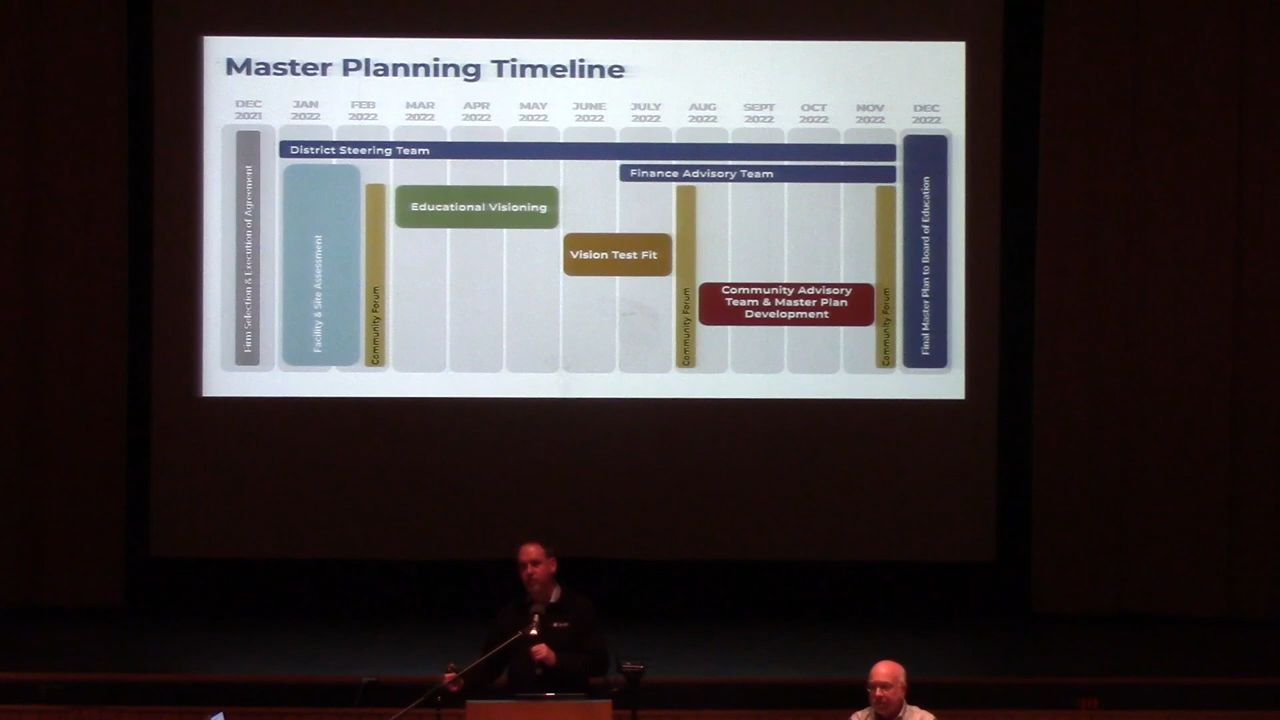 Master Planning Timeline
DEC JAN FEB MAR APR MAY JUNE JULY AUG SEPT OCT NOV DEC
2021 2022 2022 2022 2022 2022 2022 2022 2022 2022 2022 2022 2022
District Steering Team
Finance Advisory Team
Firm Selection & Execution of Agreement
Facility & Site Assessment
Community Forum
Educational Visioning
Vision Test Fit
Community Forum
Community Advisory
Team & Master Plan
Development
Community Forum
Final Master Plan to Board of Education